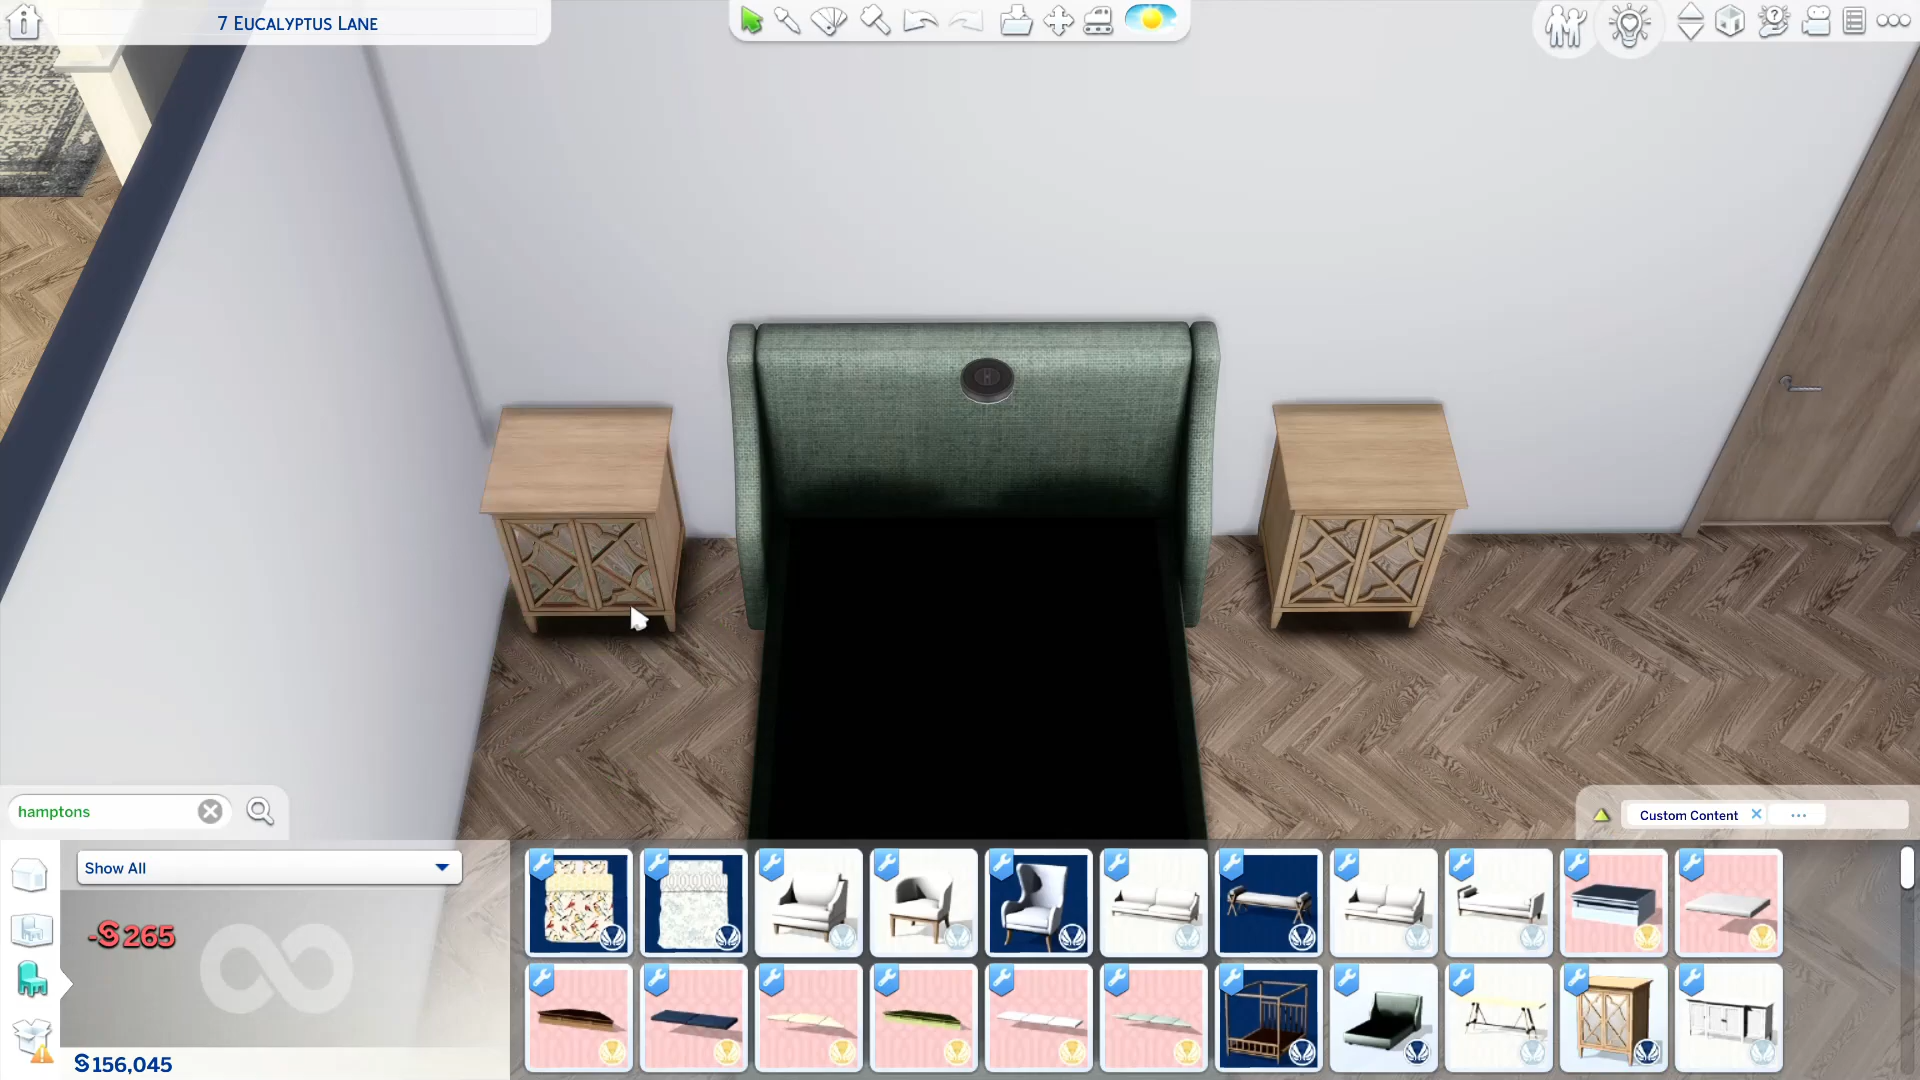 7 EUCALYPTUS LANE
hamptons
Custom Content
Show All
-§265
§156,045